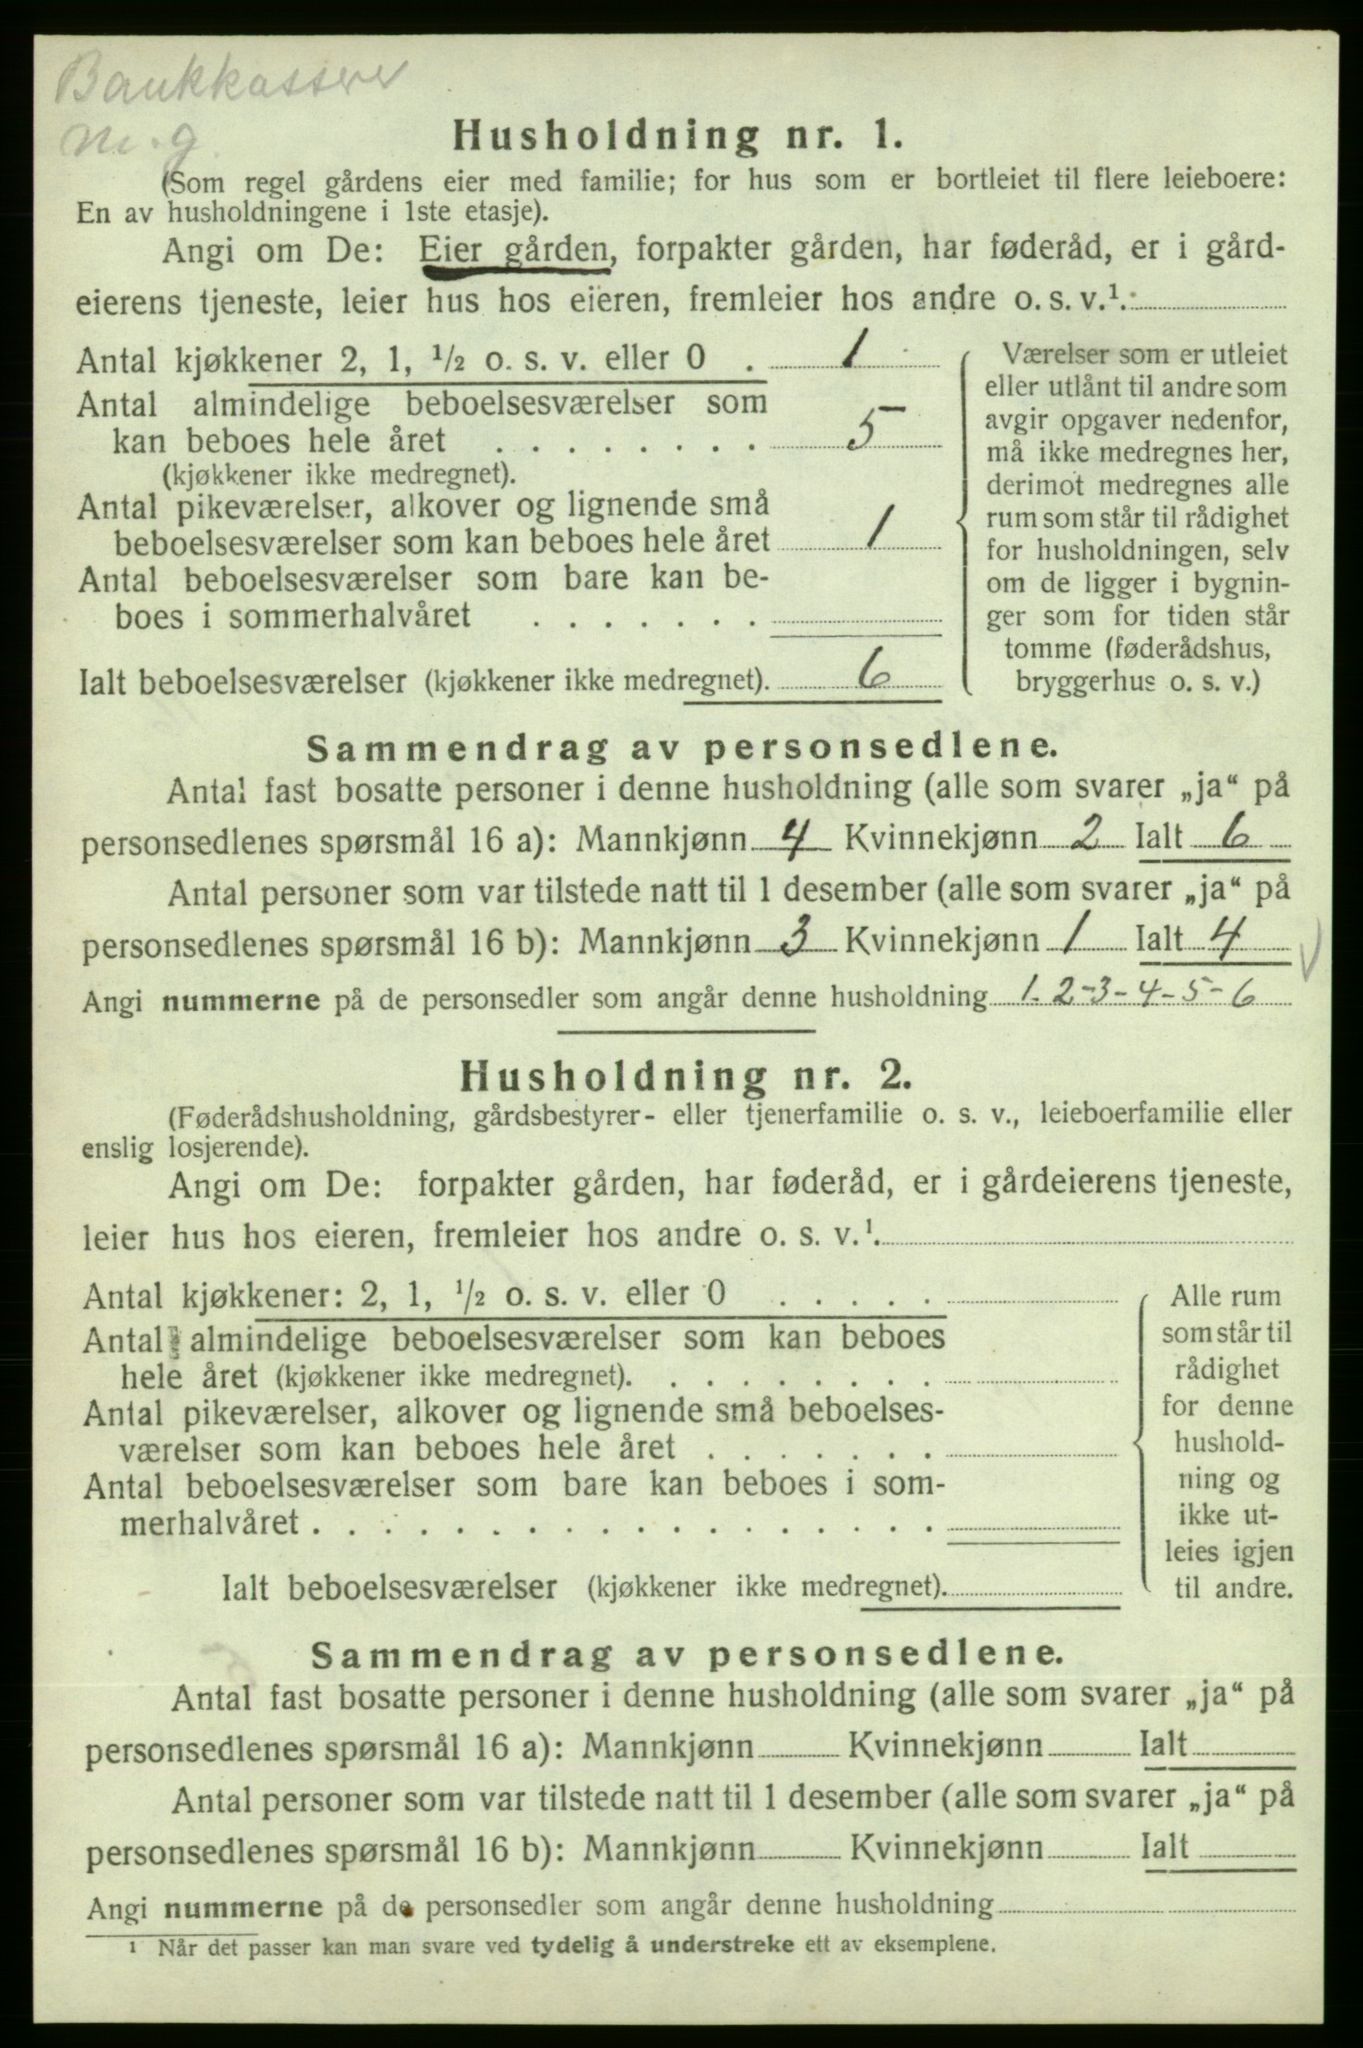 Bankkasserer
m. g.
Husholdning nr. 1.
(Som regel gårdens eier med familie; for hus som er bortleiet til flere leieboere:
En av husholdningene i 1ste etasje).
Angi om De: Eier gården, forpakter gården, har føderåd, er i gård-
eierens tjeneste, leier hus hos eieren, fremleier hos andre o. s. v.¹.
Antal kjøkkener 2, 1, ½ o. s. v. eller 0 . 1
Antal almindelige beboelsesværelser som
kan beboes hele året . . . . . . . . 5
(kjøkkener ikke medregnet).
Antal pikeværelser, alkover og lignende små
beboelsesværelser som kan beboes hele året 1
Antal beboelsesværelser som bare kan be-
boes i sommerhalvåret . . . . . . .
Ialt beboelsesværelser (kjøkkener ikke medregnet). 6
Værelser som er utleiet
eller utlånt til andre som
avgir opgaver nedenfor,
må ikke medregnes her,
derimot medregnes alle
rum som står til rådighet
for husholdningen, selv
om de ligger i bygnin-
ger som for tiden står
tomme (føderådshus,
bryggerhus o. s. v.)
Sammendrag av personsedlene.
Antal fast bosatte personer i denne husholdning (alle som svarer „ja“ på
personsedlenes spørsmål 16 a): Mannkjønn 4 Kvinnekjønn 2 Ialt 6
Antal personer som var tilstede natt til 1 desember (alle som svarer „ja“ på
personsedlenes spørsmål 16 b): Mannkjønn 3 Kvinnekjønn 1 Ialt 4
Angi nummerne på de personsedler som angår denne husholdning 1-2-3-4-5-6
Husholdning nr. 2.
(Føderådshusholdning, gårdsbestyrer- eller tjenerfamilie o. s. v., leieboerfamilie eller
enslig losjerende).
Angi om De: forpakter gården, har føderåd, er i gårdeierens tjeneste,
leier hus hos eieren, fremleier hos andre o. s. v.¹.
Antal kjøkkener: 2, 1, ½ o. s. v. eller 0 . . . . .
Antal almindelige beboelsesværelser som kan beboes
hele året (kjøkkener ikke medregnet). . . . . . . . . .
Antal pikeværelser, alkover og lignende små beboelses-
værelser som kan beboes hele året . . . . . . .
Antal beboelsesværelser som bare kan beboes i som-
merhalvåret . . . . . . . . . . . . . . . . . .
Ialt beboelsesværelser (kjøkkener ikke medregnet).
Alle rum
som står til
rådighet
for denne
hushold-
ning og
ikke ut-
leies igjen
til andre.
Sammendrag av personsedlene.
Antal fast bosatte personer i denne husholdning (alle som svarer „ja“ på
personsedlenes spørsmål 16 a): Mannkjønn Kvinnekjønn Ialt
Antal personer som var tilstede natt til 1 desember (alle som svarer „ja“ på
personsedlenes spørsmål 16 b): Mannkjønn Kvinnekjønn Ialt
Angi nummerne på de personsedler som angår denne husholdning
¹ Når det passer kan man svare ved tydelig å understreke ett av eksemplene.